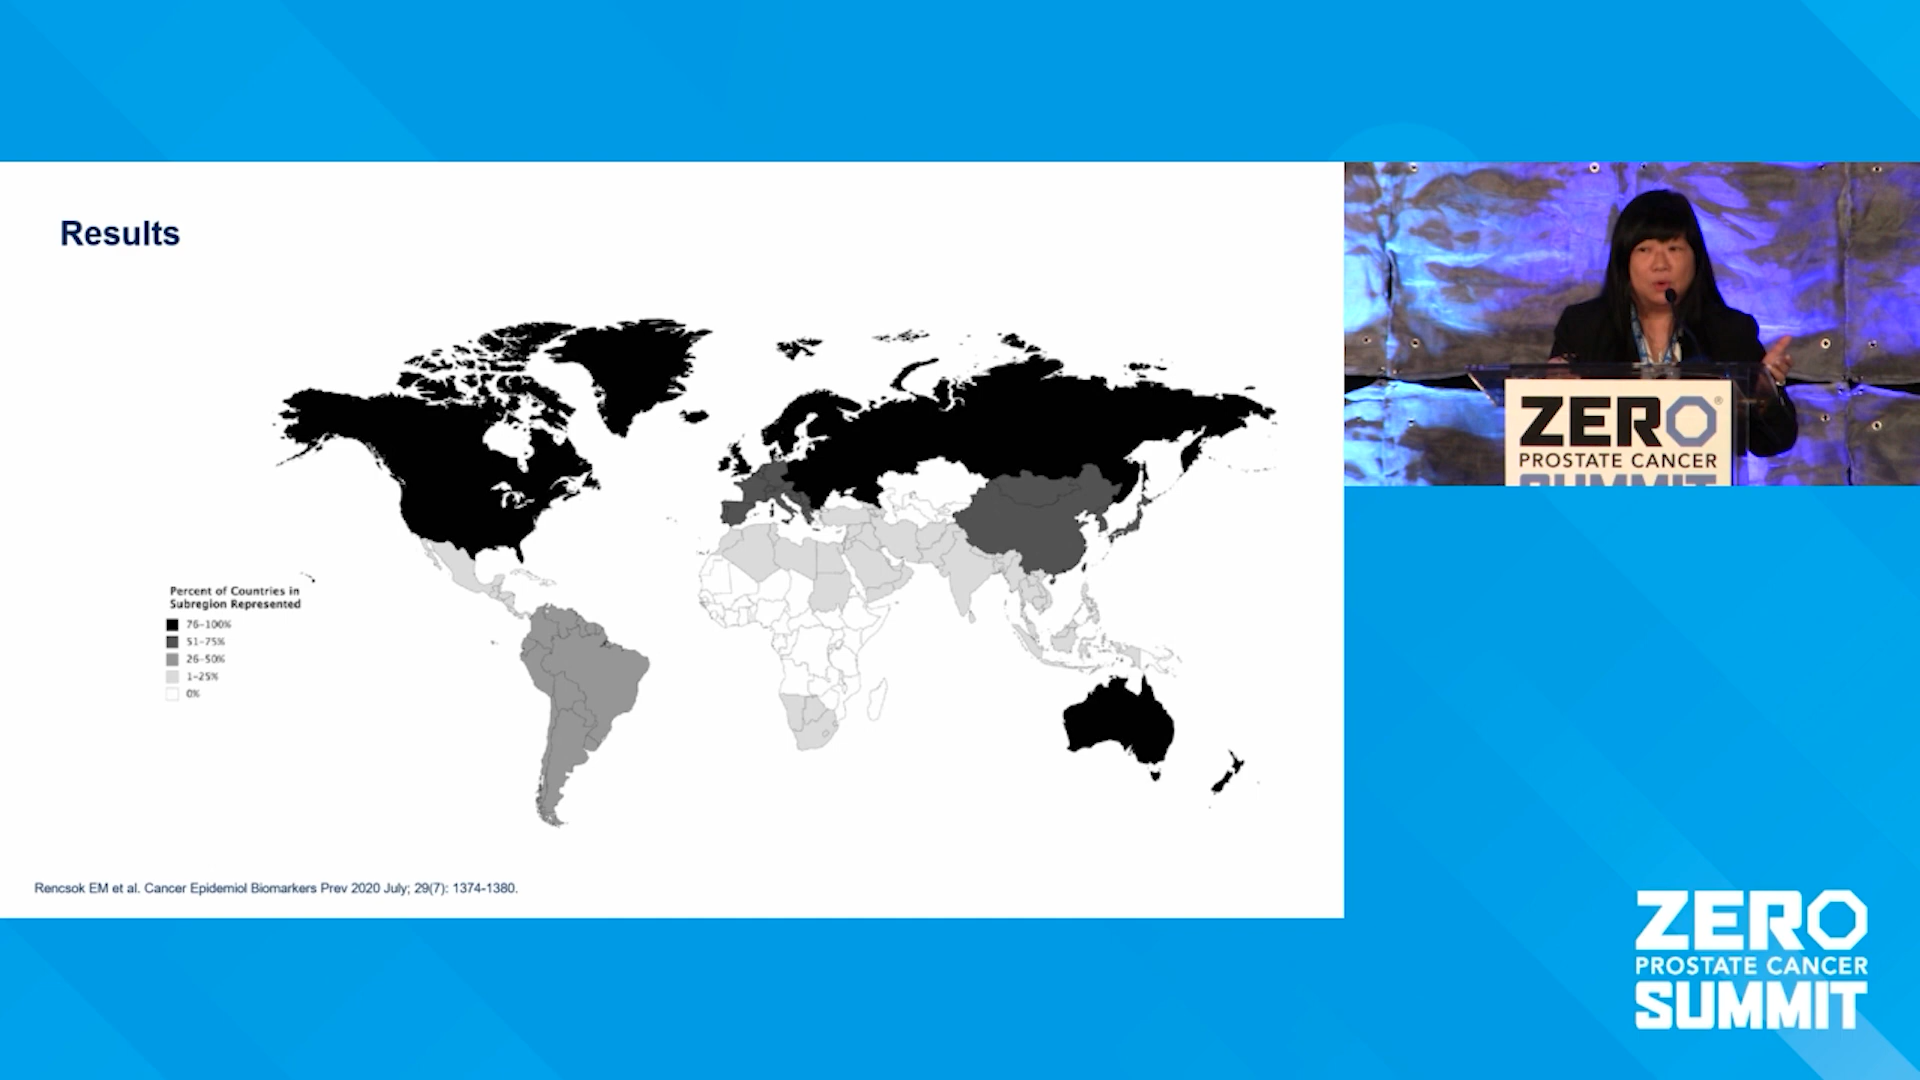 Results
Percent of Countries in
Subregion Represented
76-100%
51-75%
26-50%
1-25%
0%
Rencsok EM et al. Cancer Epidemiol Biomarkers Prev 2020 July; 29(7): 1374-1380.
ZERO®
PROSTATE CANCER
SUMMIT
ZERO
PROSTATE CANCER
SUMMIT